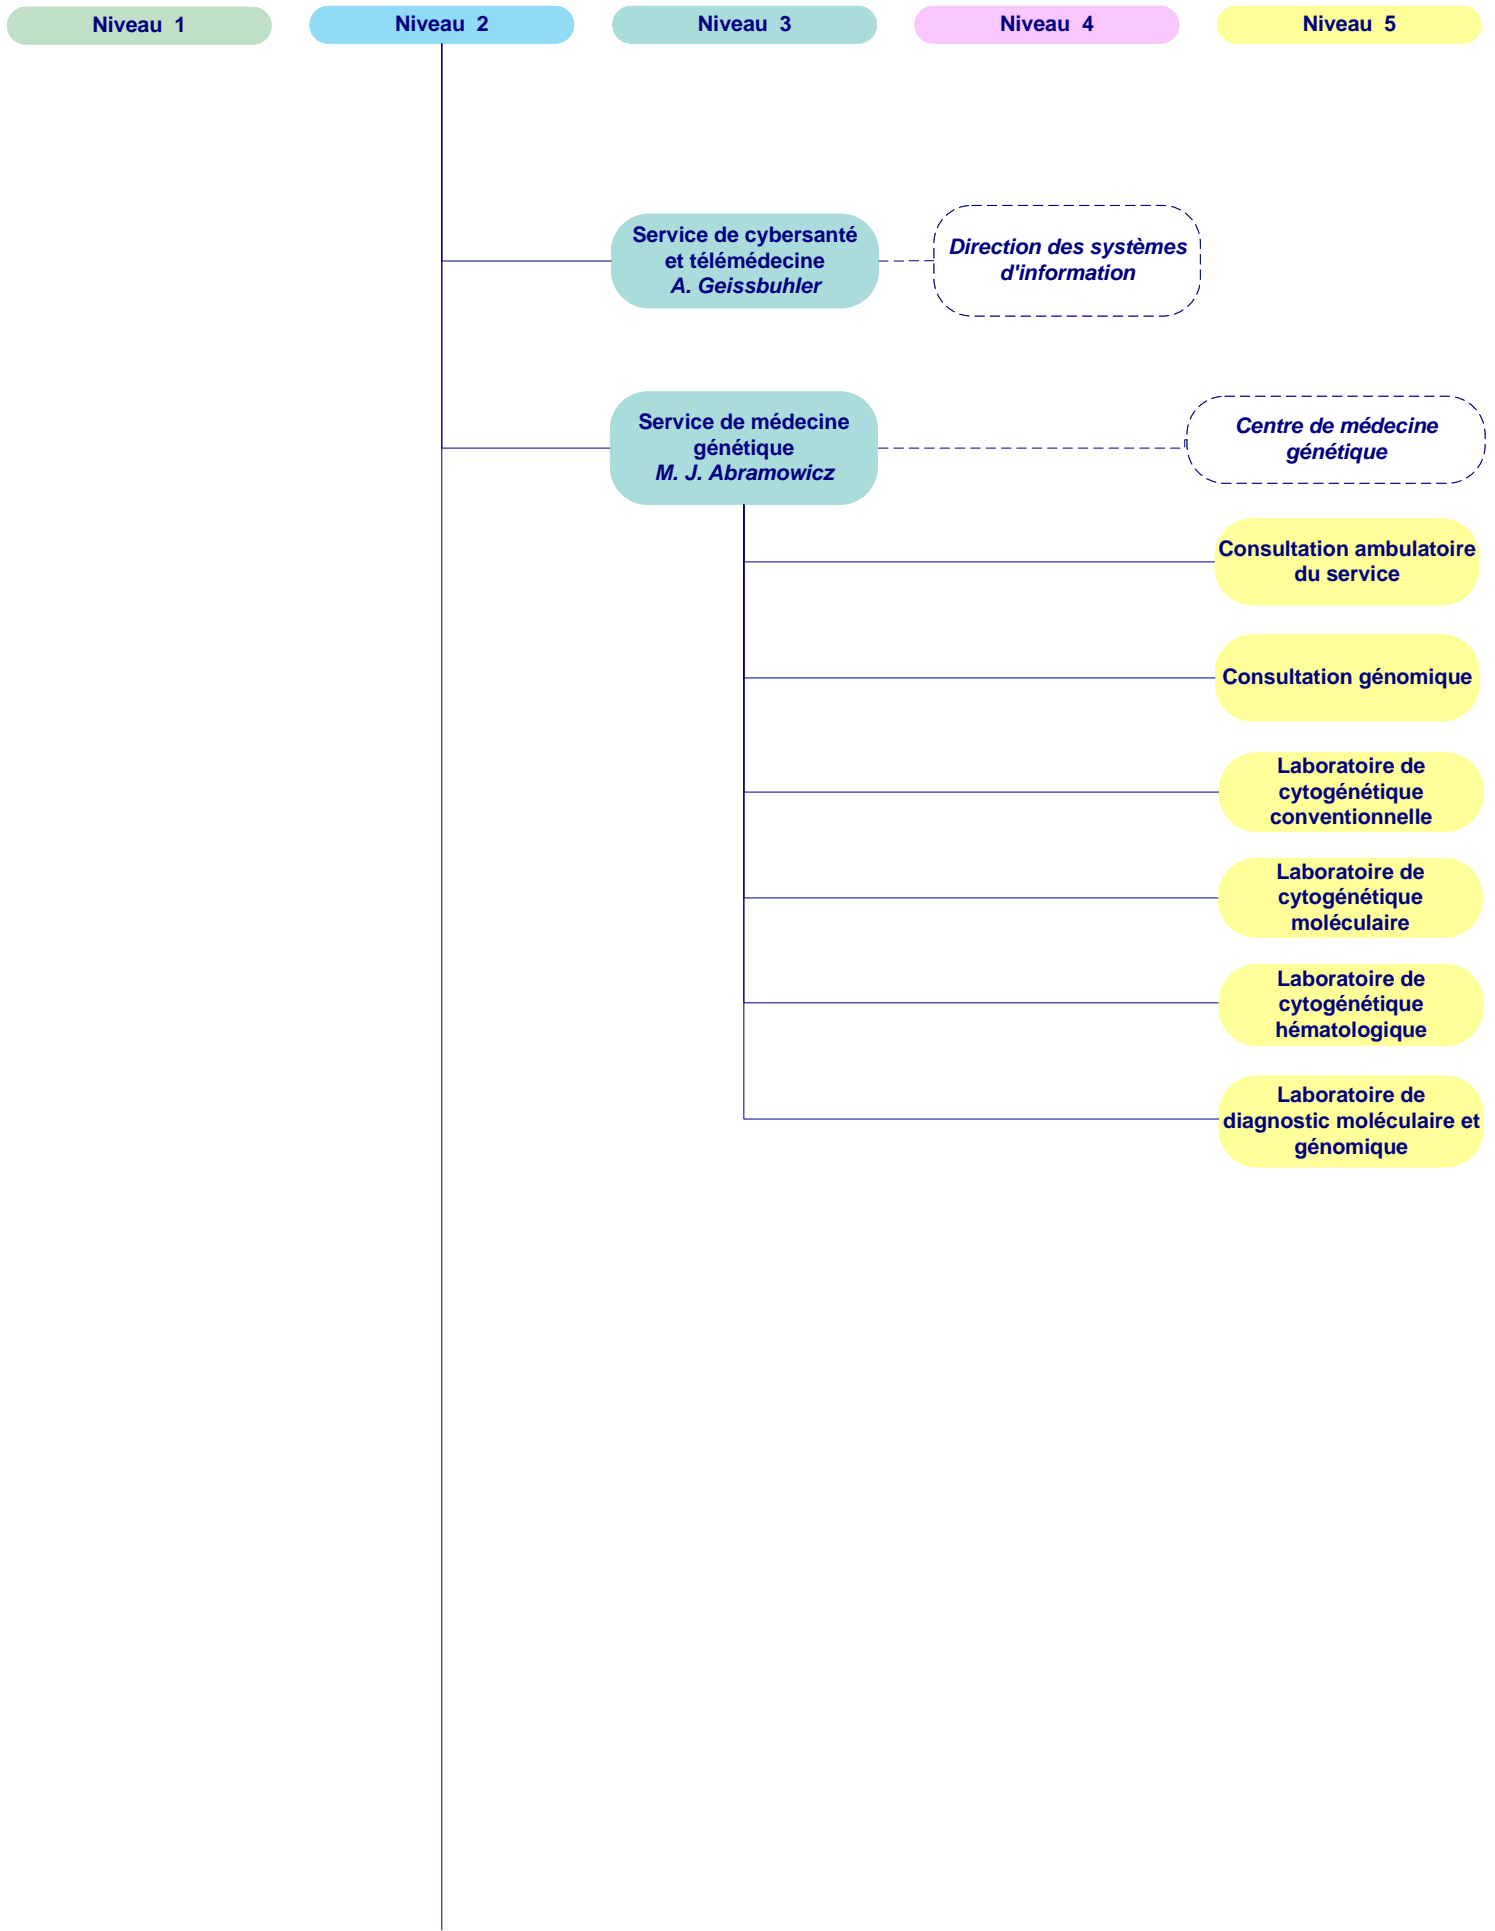 Niveau 1
Niveau 2
Niveau 3
Niveau 4
Niveau 5
Service de cybersanté
et télémédecine
A. Geissbuhler
Direction des systèmes
d'information
Service de médecine
génétique
M. J. Abramowicz
Centre de médecine
génétique
Consultation ambulatoire
du service
Consultation génomique
Laboratoire de
cytogénétique
conventionnelle
Laboratoire de
cytogénétique
moléculaire
Laboratoire de
cytogénétique
hématologique
Laboratoire de
diagnostic moléculaire et
génomique